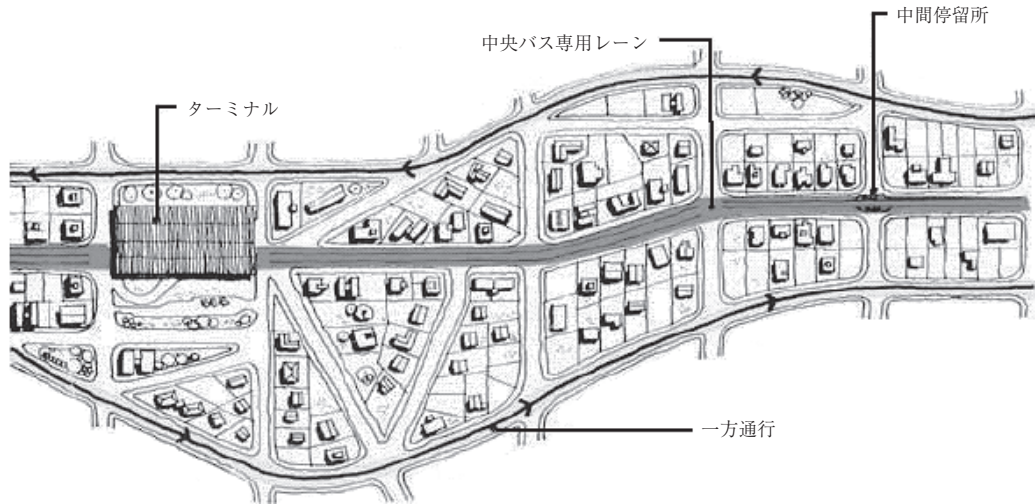 中間停留所
中央バス専用レーン
ターミナル
一方通行